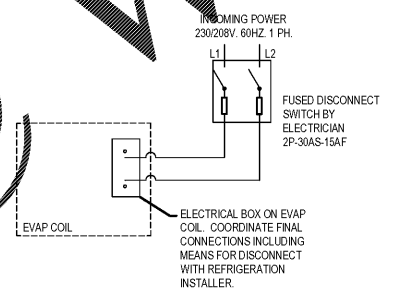 INCOMING POWER
230/208V. 60HZ. 1 PH.
L1 L2
FUSED DISCONNECT
SWITCH BY
ELECTRICIAN
2P-30AS-15AF
EVAP COIL
ELECTRICAL BOX ON EVAP
COIL. COORDINATE FINAL
CONNECTIONS INCLUDING
MEANS FOR DISCONNECT
WITH REFRIGERATION
INSTALLER.